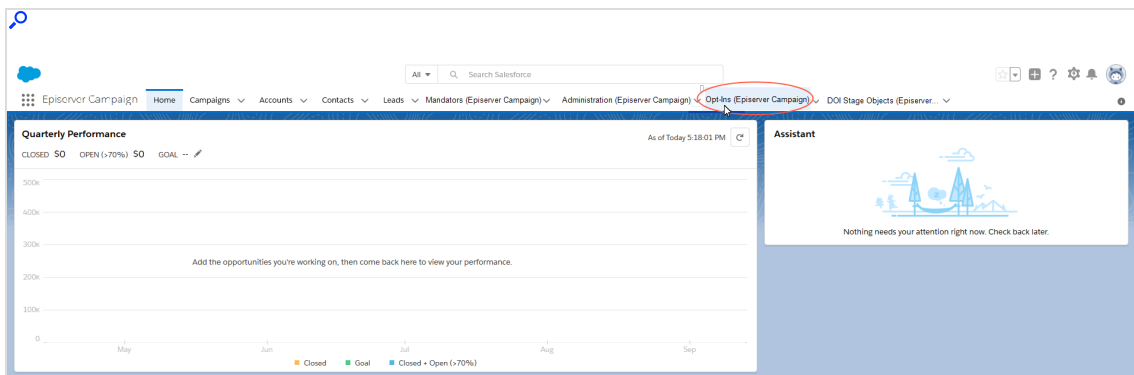 All Search Salesforce
Episerver Campaign Home Campaigns Accounts Contacts Leads Mandators (Episerver Campaign) Administration (Episerver Campaign) Opt-Ins (Episerver Campaign) DOI Stage Objects (Episerver...
Quarterly Performance
As of Today 5:18:01 PM
CLOSED $0 OPEN (>70%) $0 GOAL --
500K
400K
300K
Add the opportunities you're working on, then come back here to view your performance.
200K
100K
0
May Jun Jul Aug Sep
Closed Goal Closed + Open (>70%)
Assistant
Nothing needs your attention right now. Check back later.